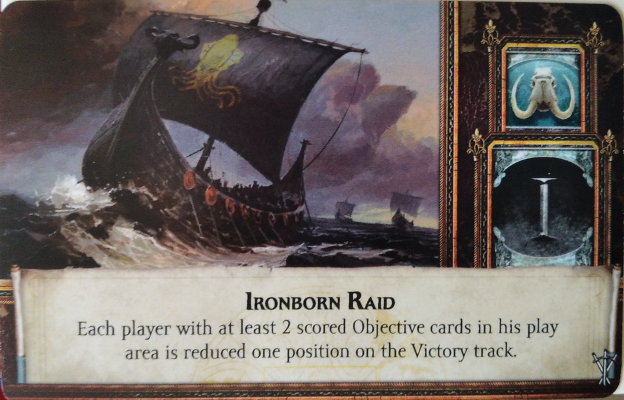 IRONBORN RAID
Each player with at least 2 scored Objective cards in his play
area is reduced one position on the Victory track.
I